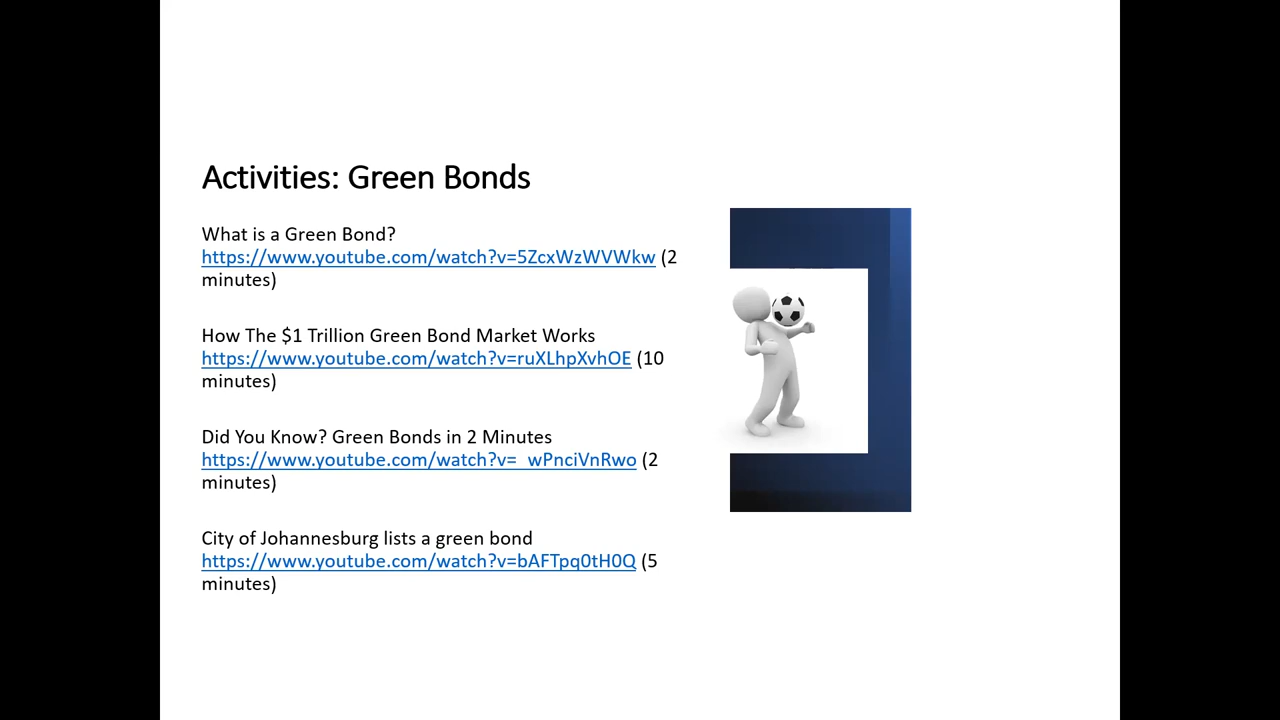 Activities: Green Bonds
What is a Green Bond?
https://www.youtube.com/watch?v=5ZcxWzWVWkw (2
minutes)
How The $1 Trillion Green Bond Market Works
https://www.youtube.com/watch?v=ruXLhpXvhOE (10
minutes)
Did You Know? Green Bonds in 2 Minutes
https://www.youtube.com/watch?v=_wPnciVnRwo (2
minutes)
City of Johannesburg lists a green bond
https://www.youtube.com/watch?v=bAFTpq0tH0Q (5
minutes)